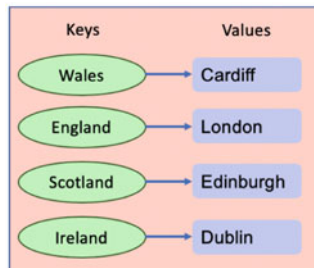 Keys Values
Wales Cardiff
England London
Scotland Edinburgh
Ireland Dublin